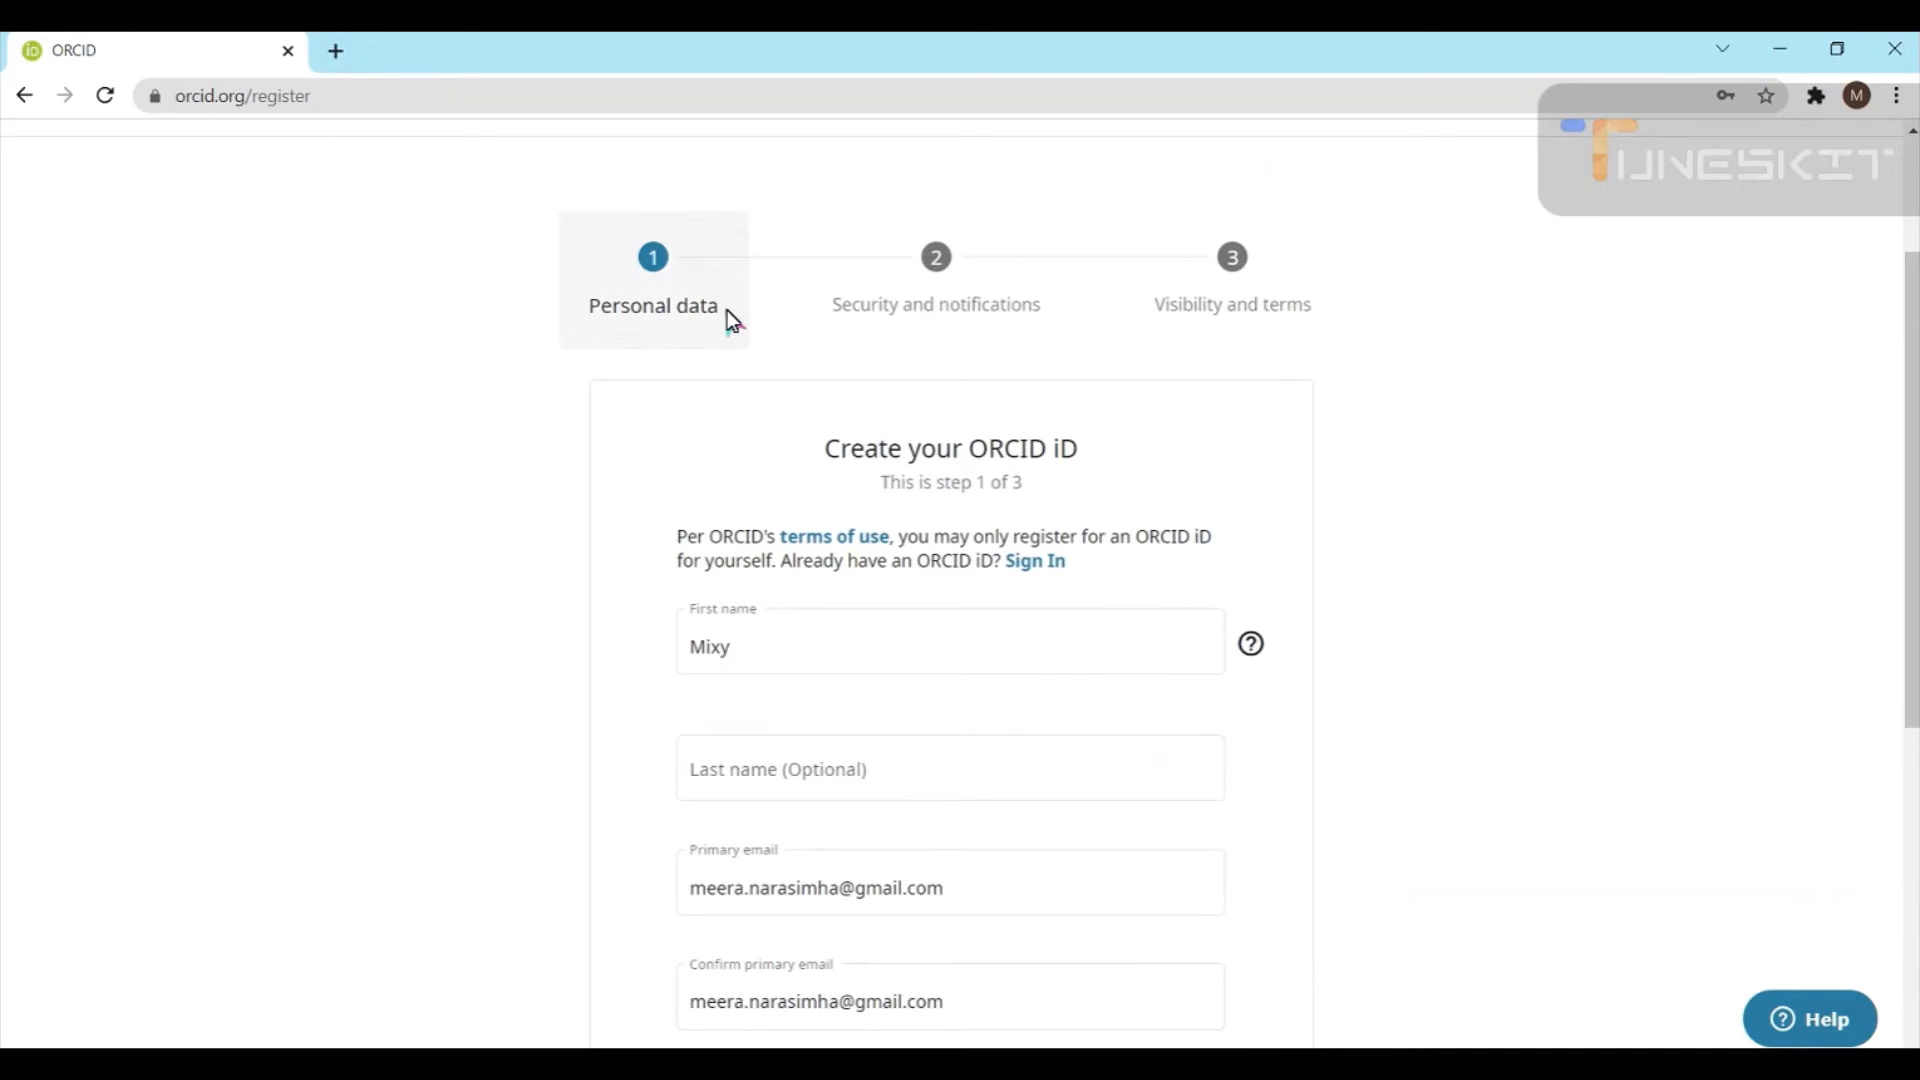 ORCID
orcid.org/register
M
TUNESKIT
1
2
3
Personal data
Security and notifications
Visibility and terms
Create your ORCID iD
This is step 1 of 3
Per ORCID's terms of use, you may only register for an ORCID iD
for yourself. Already have an ORCID iD? Sign In
First name
Mixy
Last name (Optional)
Primary email
meera.narasimha@gmail.com
Confirm primary email
meera.narasimha@gmail.com
Help